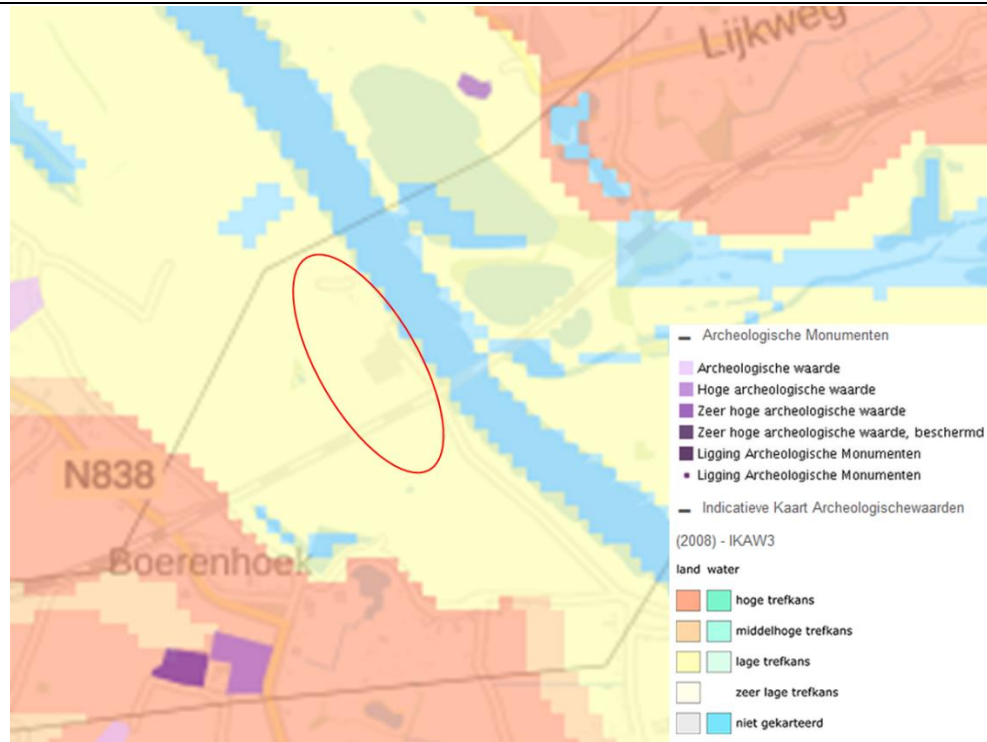 Lijkweg
N838
Boerenhoek
Archeologische Monumenten
Archeologische waarde
Hoge archeologische waarde
Zeer hoge archeologische waarde
Zeer hoge archeologische waarde, beschermd
Ligging Archeologische Monumenten
Ligging Archeologische Monumenten
Indicatieve Kaart Archeologischewaarden
(2008) - IKAW3
land water
hoge trefkans
middelhoge trefkans
lage trefkans
zeer lage trefkans
niet gekarteerd